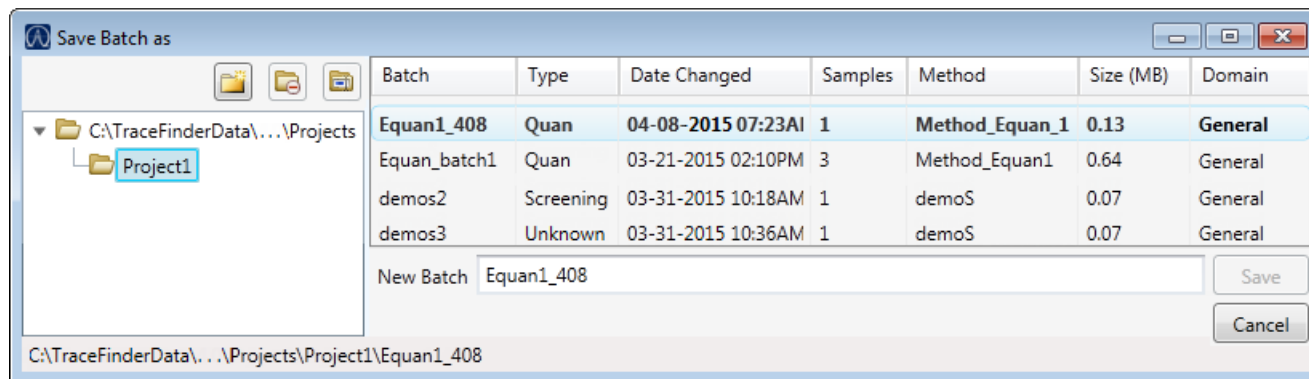 Save Batch as
Batch Type Date Changed Samples Method Size (MB) Domain
C:\TraceFinderData\...\Projects
Project1
Equan1_408 Quan 04-08-2015 07:23AM 1 Method_Equan_1 0.13 General
Equan_batch1 Quan 03-21-2015 02:10PM 3 Method_Equan1 0.64 General
demos2 Screening 03-31-2015 10:18AM 1 demoS 0.07 General
demos3 Unknown 03-31-2015 10:36AM 1 demoS 0.07 General
New Batch Equan1_408 Save
Cancel
C:\TraceFinderData\. . .\Projects\Project1\Equan1_408